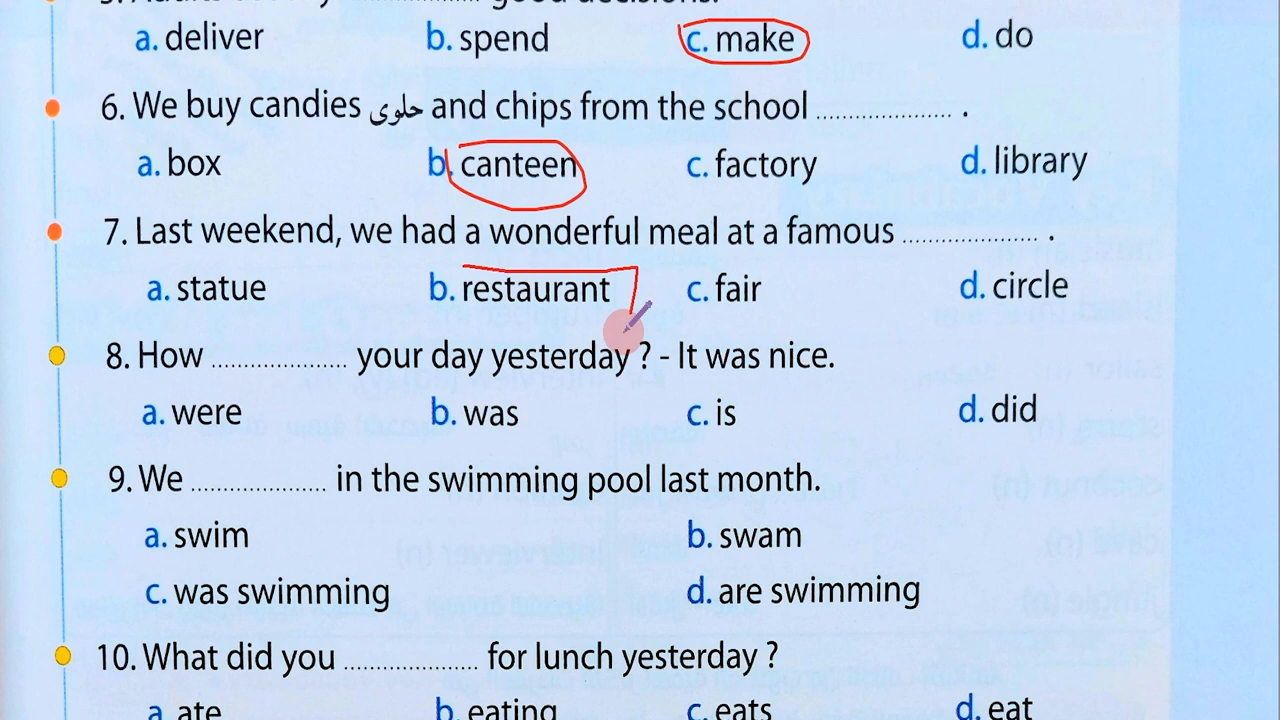 good decisions.
a. deliver b. spend c. make d. do
6. We buy candies حلوى and chips from the school .................... .
a. box b. canteen c. factory d. library
7. Last weekend, we had a wonderful meal at a famous .................... .
a. statue b. restaurant c. fair d. circle
8. How .................... your day yesterday ? - It was nice.
a. were b. was c. is d. did
9. We .................... in the swimming pool last month.
a. swim b. swam
c. was swimming d. are swimming
10. What did you .................... for lunch yesterday ?
a. ate b. eating c. eats d. eat